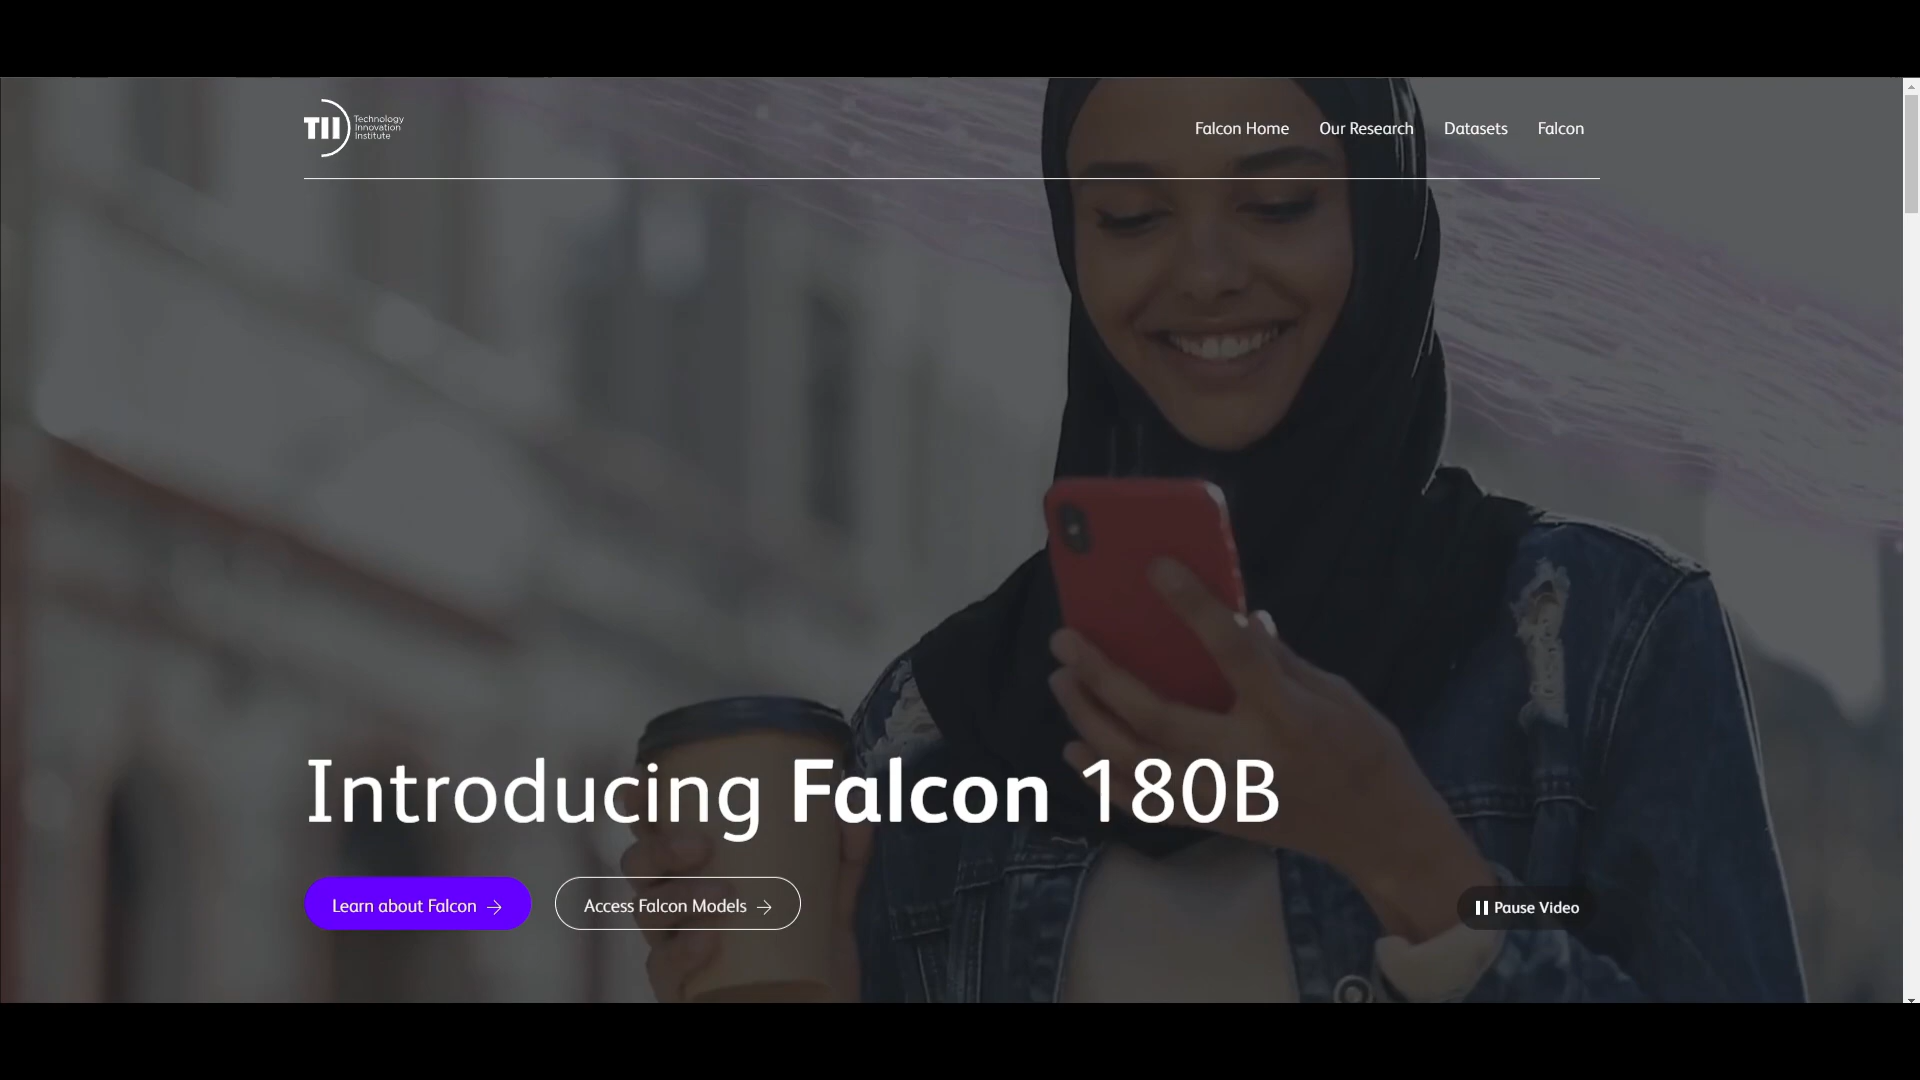 TII
Technology
Innovation
Institute
Falcon Home
Our Research
Datasets
Falcon
Introducing Falcon 180B
Learn about Falcon
Access Falcon Models
Pause Video